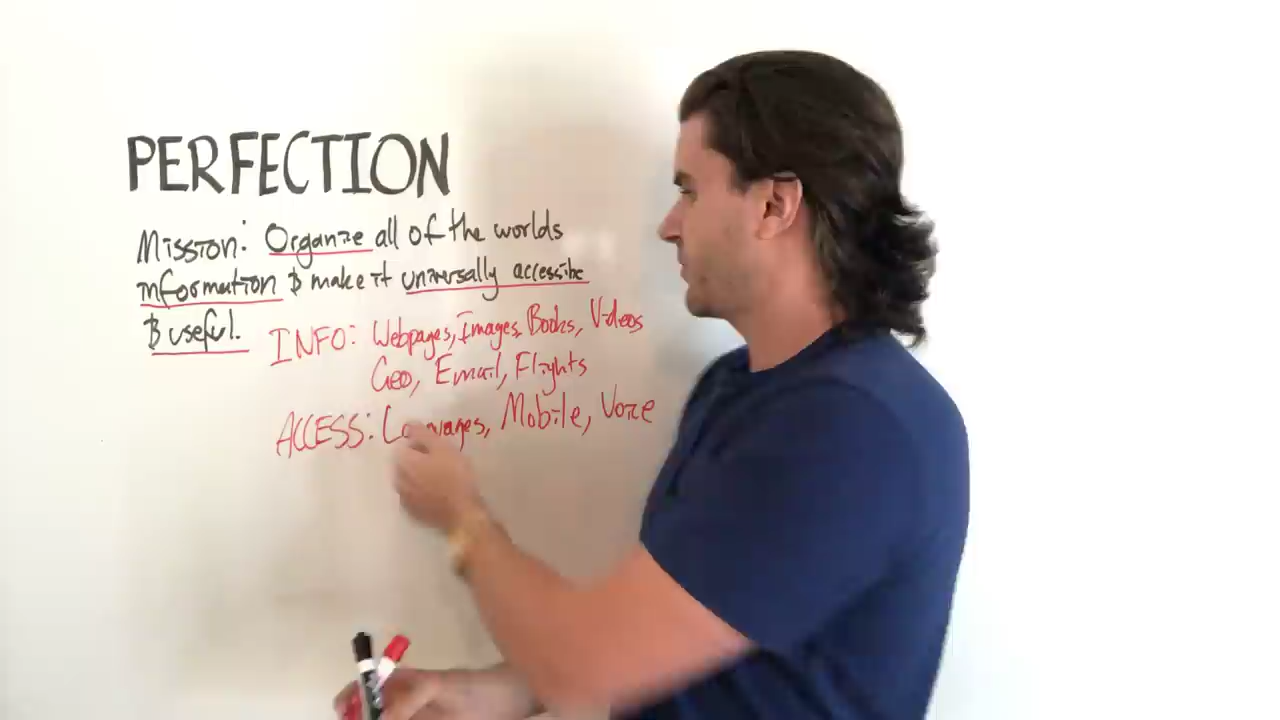 PERFECTION
Mission: Organize all of the worlds
information & make it universally accessible
& useful.
INFO: Webpages, Images, Books, Videos
Geo, Email, Flights
ACCESS: Languages, Mobile, Voice